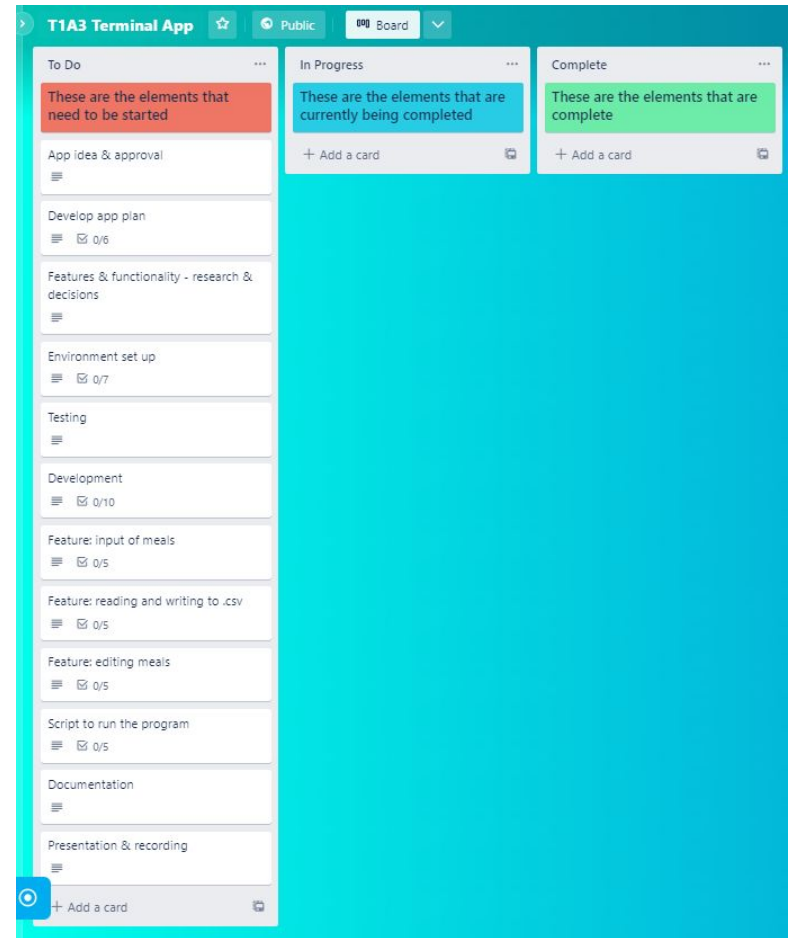 T1A3 Terminal App
Public
Board
To Do
These are the elements that
need to be started
App idea & approval
Develop app plan
0/6
Features & functionality - research &
decisions
Environment set up
0/7
Testing
Development
0/10
Feature: input of meals
0/5
Feature: reading and writing to .csv
0/5
Feature: editing meals
0/5
Script to run the program
0/5
Documentation
Presentation & recording
+ Add a card
In Progress
These are the elements that are
currently being completed
+ Add a card
Complete
These are the elements that are
complete
+ Add a card